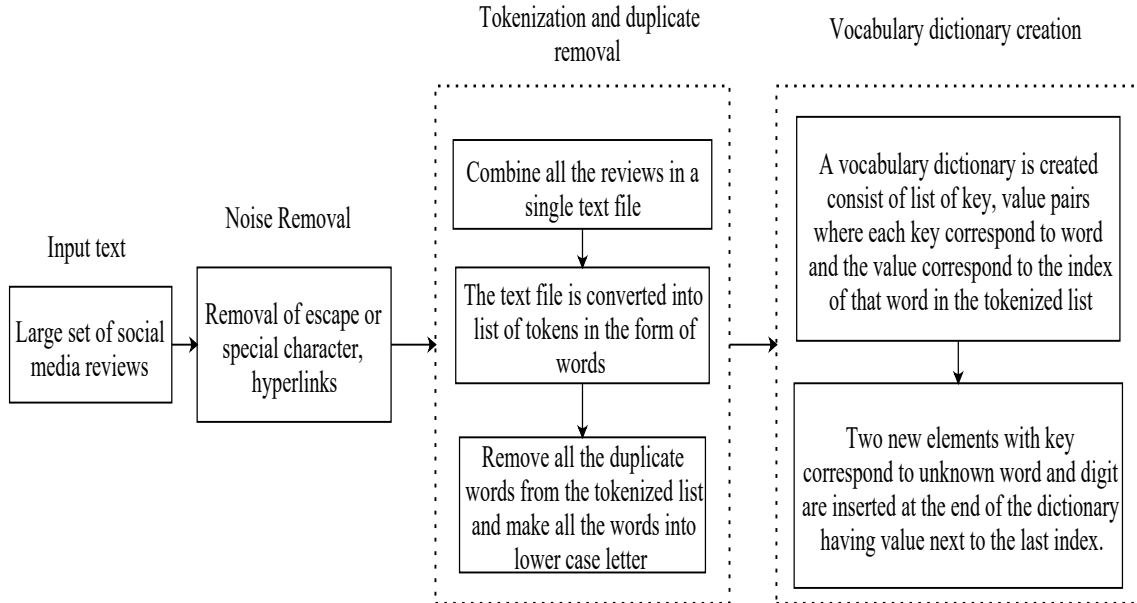 Input text
Large set of social
media reviews
Noise Removal
Removal of escape or
special character,
hyperlinks
Tokenization and duplicate
removal
Combine all the reviews in a
single text file
The text file is converted into
list of tokens in the form of
words
Remove all the duplicate
words from the tokenized list
and make all the words into
lower case letter
Vocabulary dictionary creation
A vocabulary dictionary is created
consist of list of key, value pairs
where each key correspond to word
and the value correspond to the index
of that word in the tokenized list
Two new elements with key
correspond to unknown word and digit
are inserted at the end of the dictionary
having value next to the last index.